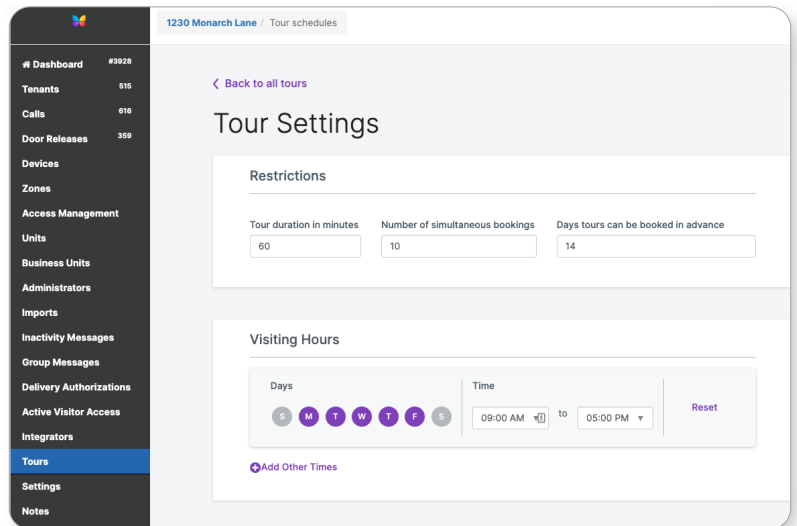 1230 Monarch Lane / Tour schedules
Dashboard #3928
Tenants 515
Calls 616
Door Releases 359
Devices
Zones
Access Management
Units
Business Units
Administrators
Imports
Inactivity Messages
Group Messages
Delivery Authorizations
Active Visitor Access
Integrators
Tours
Settings
Notes
Back to all tours
Tour Settings
Restrictions
Tour duration in minutes Number of simultaneous bookings Days tours can be booked in advance
60 10 14
Visiting Hours
Days Time
S M T W T F S 09:00 AM to 05:00 PM Reset
Add Other Times